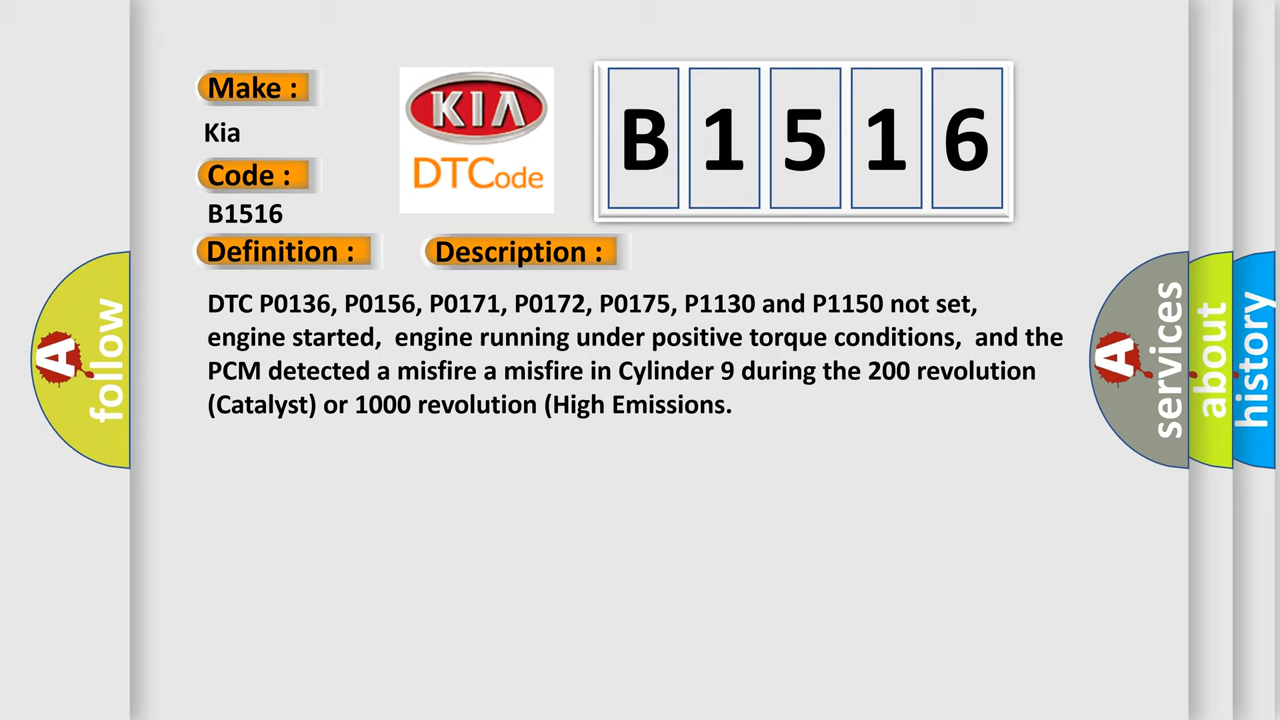 Make :
Kia
Code :
B1516
KIA
DTCode
B 1 5 1 6
Definition :
Description :
DTC P0136, P0156, P0171, P0172, P0175, P1130 and P1150 not set,
engine started,  engine running under positive torque conditions,  and the
PCM detected a misfire a misfire in Cylinder 9 during the 200 revolution
(Catalyst) or 1000 revolution (High Emissions.
A
follow
A
services
about
history